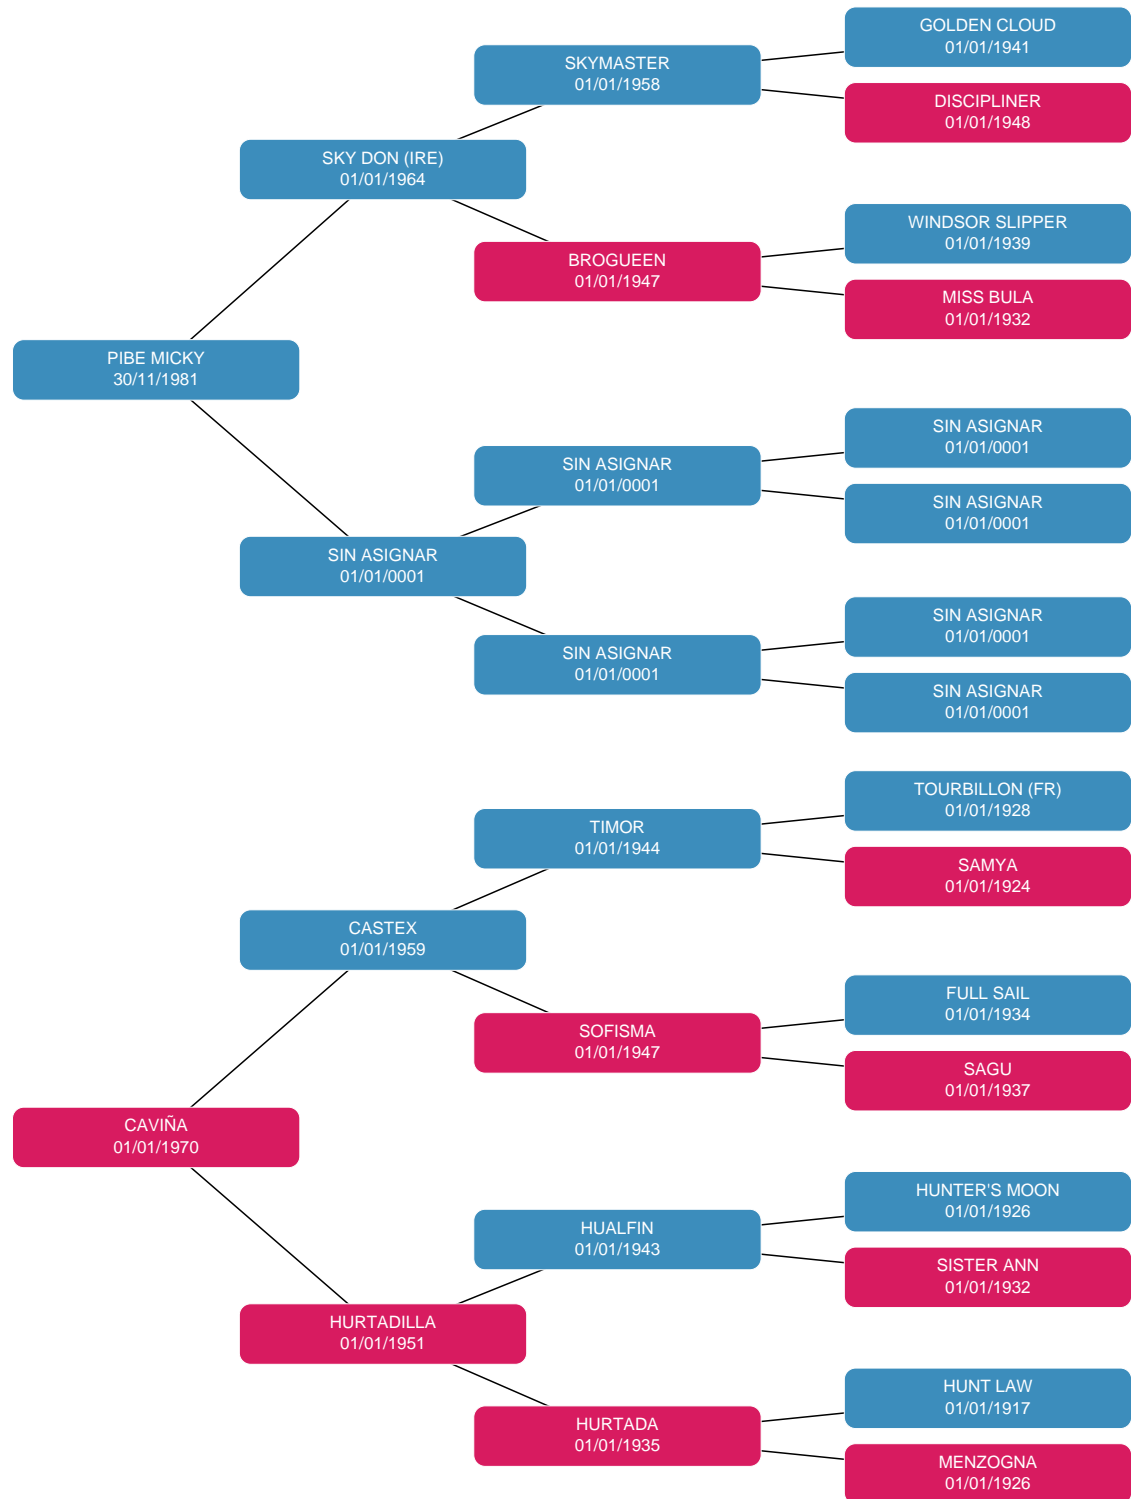 GOLDEN CLOUD
01/01/1941
SKYMASTER
01/01/1958
DISCIPLINER
01/01/1948
SKY DON (IRE)
01/01/1964
WINDSOR SLIPPER
01/01/1939
BROGUEEN
01/01/1947
MISS BULA
01/01/1932
PIBE MICKY
30/11/1981
SIN ASIGNAR
01/01/0001
SIN ASIGNAR
01/01/0001
SIN ASIGNAR
01/01/0001
SIN ASIGNAR
01/01/0001
SIN ASIGNAR
01/01/0001
SIN ASIGNAR
01/01/0001
SIN ASIGNAR
01/01/0001
TOURBILLON (FR)
01/01/1928
TIMOR
01/01/1944
SAMYA
01/01/1924
CASTEX
01/01/1959
FULL SAIL
01/01/1934
SOFISMA
01/01/1947
SAGU
01/01/1937
CAVIÑA
01/01/1970
HUNTER'S MOON
01/01/1926
HUALFIN
01/01/1943
SISTER ANN
01/01/1932
HURTADILLA
01/01/1951
HUNT LAW
01/01/1917
HURTADA
01/01/1935
MENZOGNA
01/01/1926